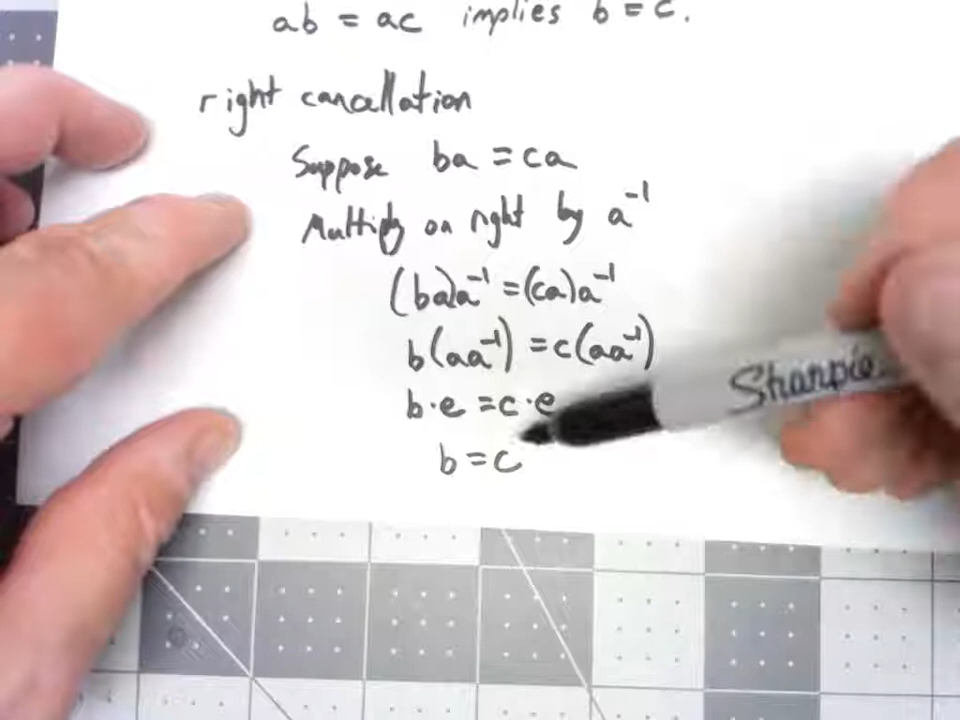 ab = ac implies b = c.
right cancellation
Suppose ba = ca
Multiply on right by a⁻¹
(ba)a⁻¹ = (ca)a⁻¹
b(aa⁻¹) = c(aa⁻¹)
b·e = c·e
b = c
Sharpie